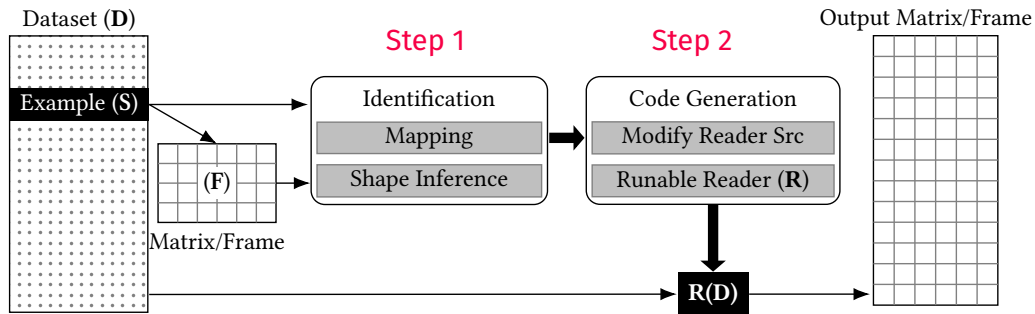 Dataset (D)
Output Matrix/Frame
Step 1
Step 2
Example (S)
Identification
Mapping
Shape Inference
Code Generation
Modify Reader Src
Runable Reader (R)
(F)
Matrix/Frame
R(D)